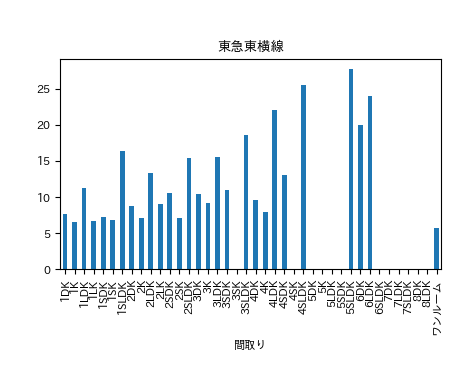 東急東横線
25
20
15
10
5
0
1DK
1K
1LDK
1LK
1SDK
1SK
1SLDK
2DK
2K
2LDK
2LK
2SDK
2SK
2SLDK
3DK
3K
3LDK
3SDK
3SK
3SLDK
4DK
4K
4LDK
4SDK
4SK
4SLDK
5DK
5K
5LDK
5SDK
5SLDK
6DK
6LDK
6SLDK
7DK
7LDK
7SLDK
8DK
8LDK
ワンルーム
間取り